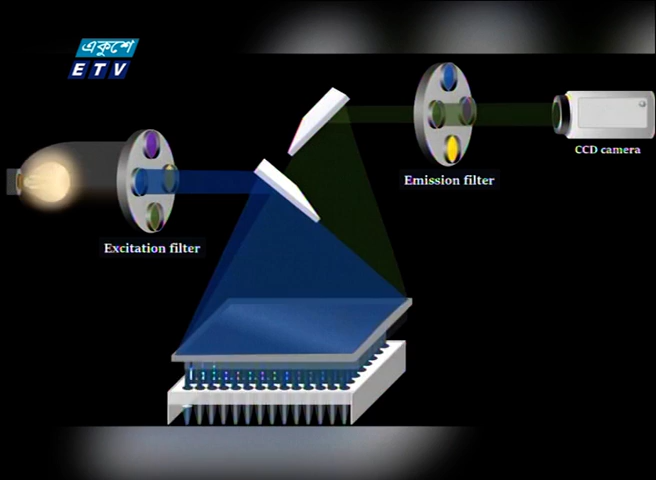 একুশে
ETV
CCD camera
Emission filter
Excitation filter